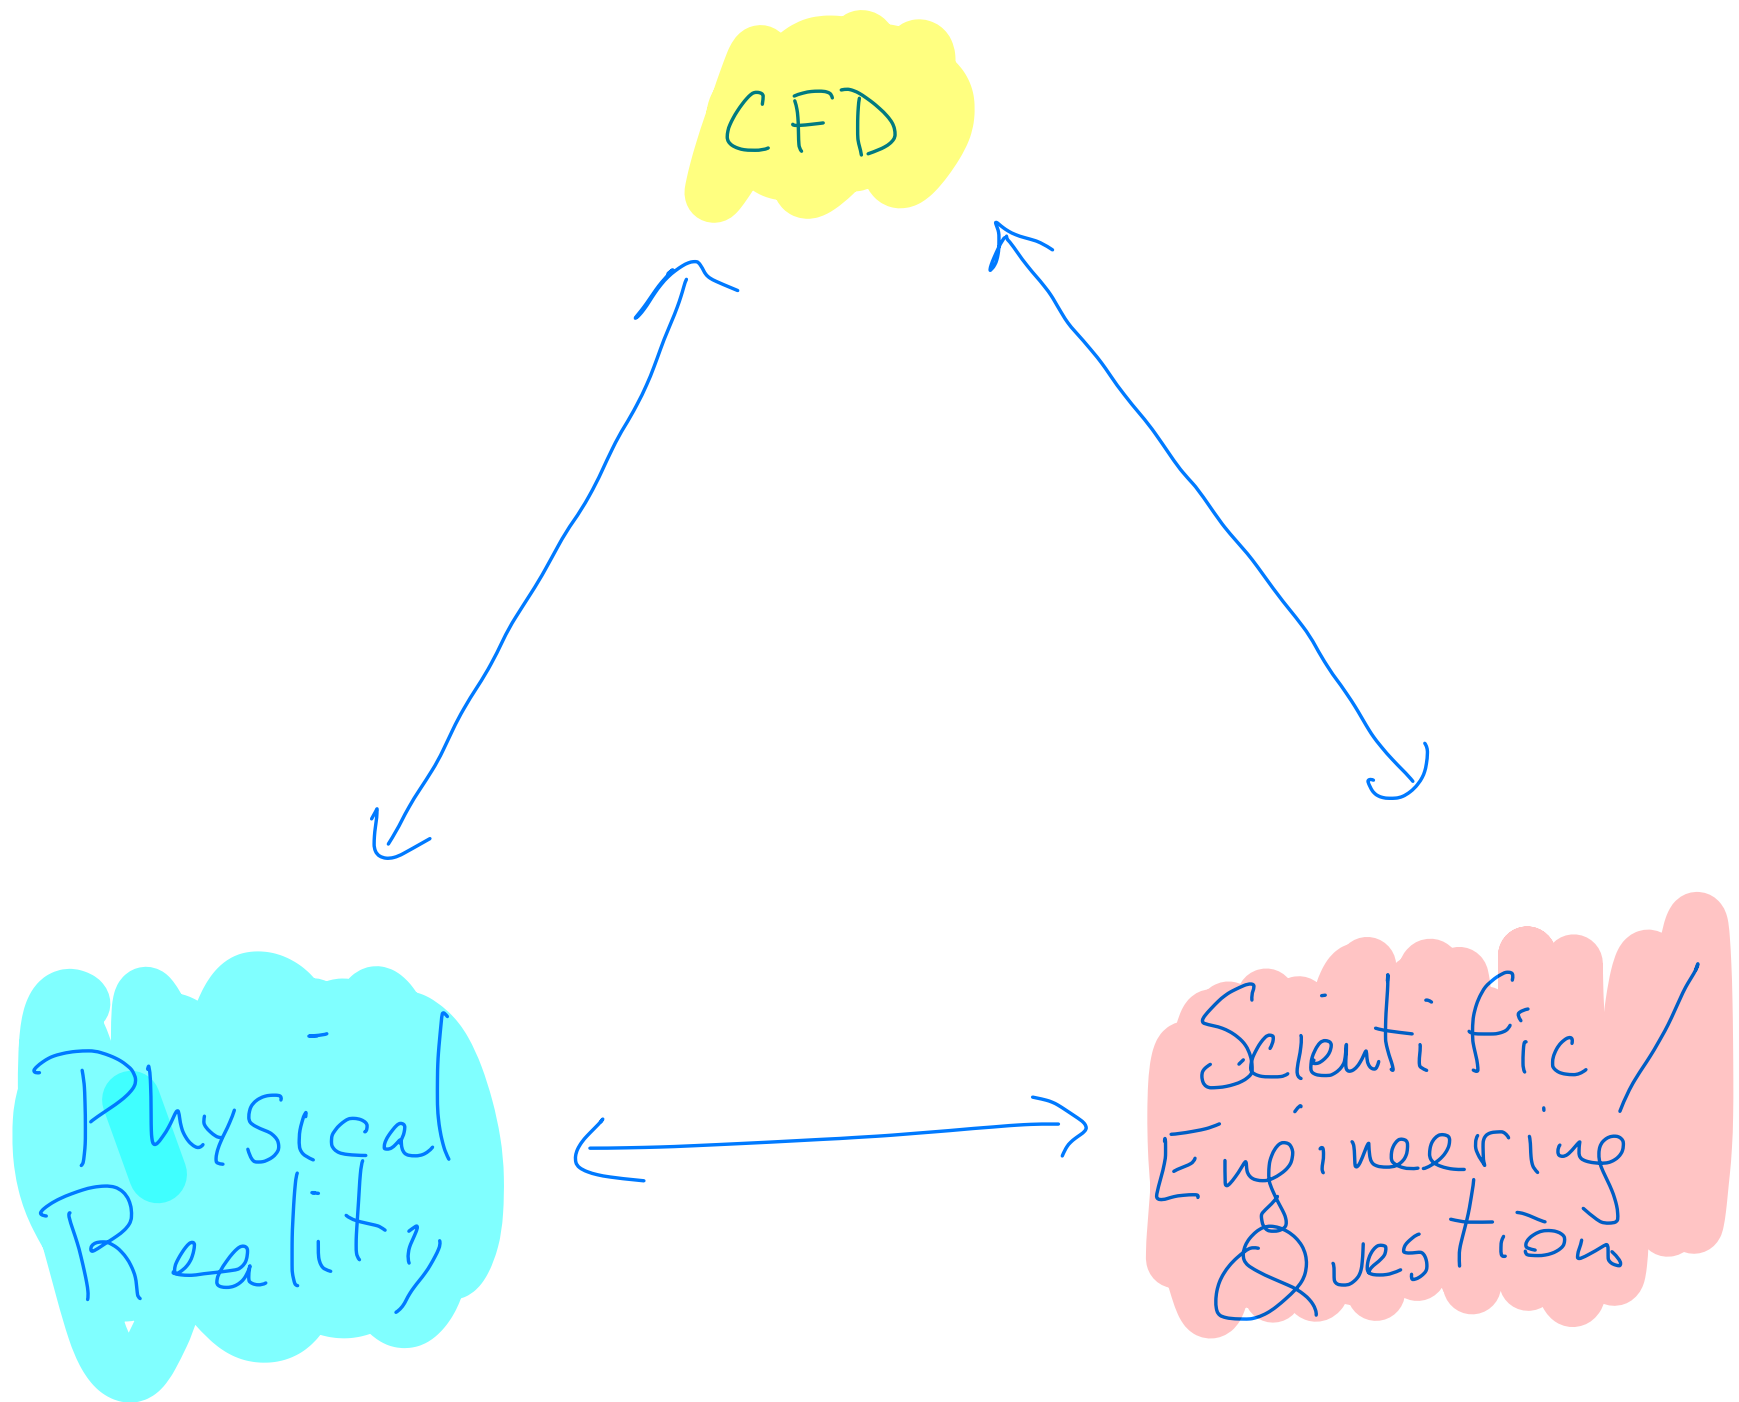 CFD
Physical
Reality
Scientific /
Engineering
Question